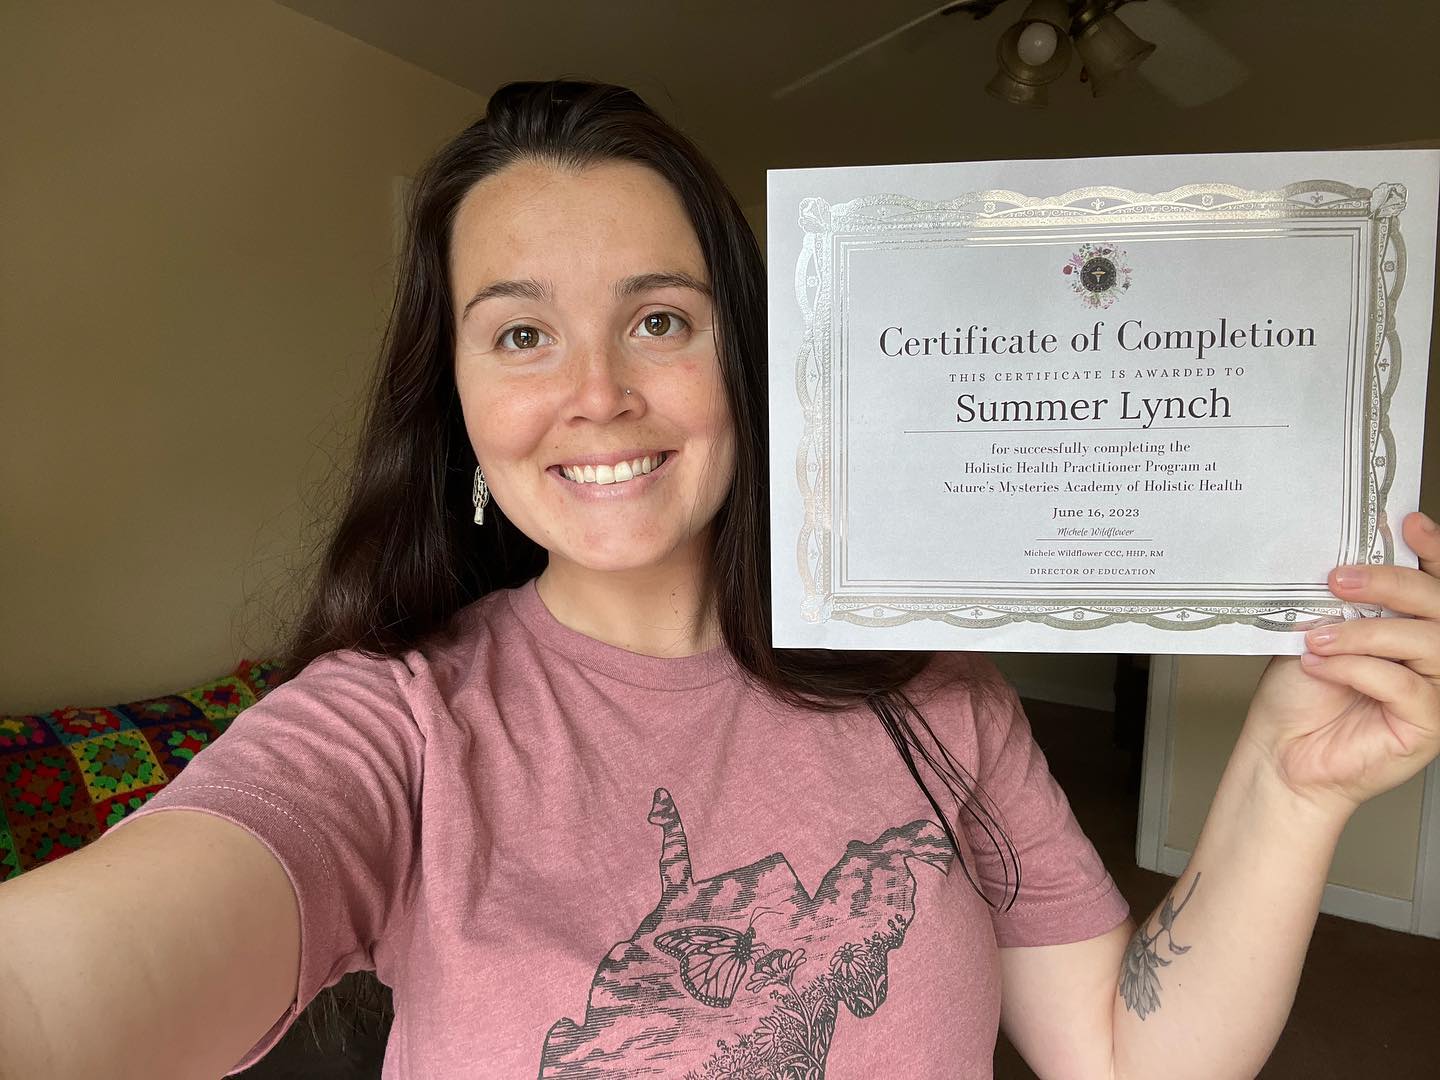 Certificate of Completion
THIS CERTIFICATE IS AWARDED TO
Summer Lynch
for successfully completing the
Holistic Health Practitioner Program at
Nature's Mysteries Academy of Holistic Health
June 16, 2023
Michele Wildflower
Michele Wildflower CCC, HHP, RM
DIRECTOR OF EDUCATION